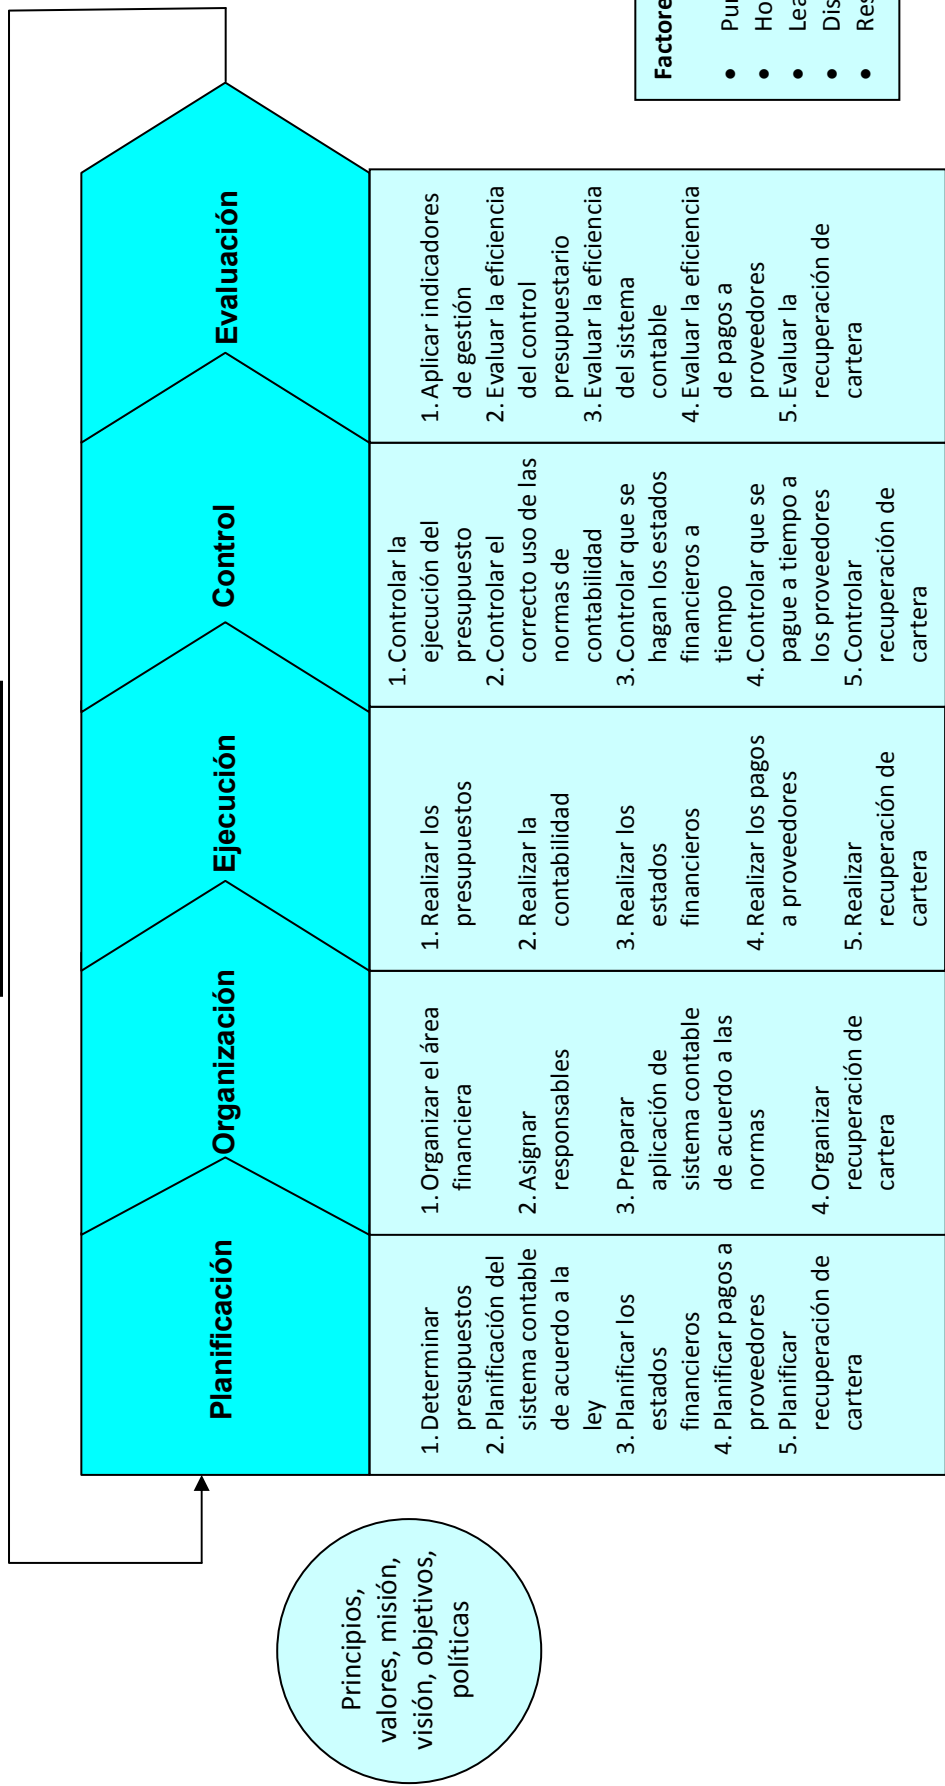 Principios,
valores, misión,
visión, objetivos,
políticas
Planificación
1. Determinar
presupuestos
2. Planificación del
sistema contable
de acuerdo a la
ley
3. Planificar los
estados
financieros
4. Planificar pagos a
proveedores
5. Planificar
recuperación de
cartera
Organización
1. Organizar el área
financiera
2. Asignar
responsables
3. Preparar
aplicación de
sistema contable
de acuerdo a las
normas
4. Organizar
recuperación de
cartera
Ejecución
1. Realizar los
presupuestos
2. Realizar la
contabilidad
3. Realizar los
estados
financieros
4. Realizar los pagos
a proveedores
5. Realizar
recuperación de
cartera
Control
1. Controlar la
ejecución del
presupuesto
2. Controlar el
correcto uso de las
normas de
contabilidad
3. Controlar que se
hagan los estados
financieros a
tiempo
4. Controlar que se
pague a tiempo a
los proveedores
5. Controlar
recuperación de
cartera
Evaluación
1. Aplicar indicadores
de gestión
2. Evaluar la eficiencia
del control
presupuestario
3. Evaluar la eficiencia
del sistema
contable
4. Evaluar la eficiencia
de pagos a
proveedores
5. Evaluar la
recuperación de
cartera
Factore
• Pu
• Ho
• Lea
• Dis
• Res